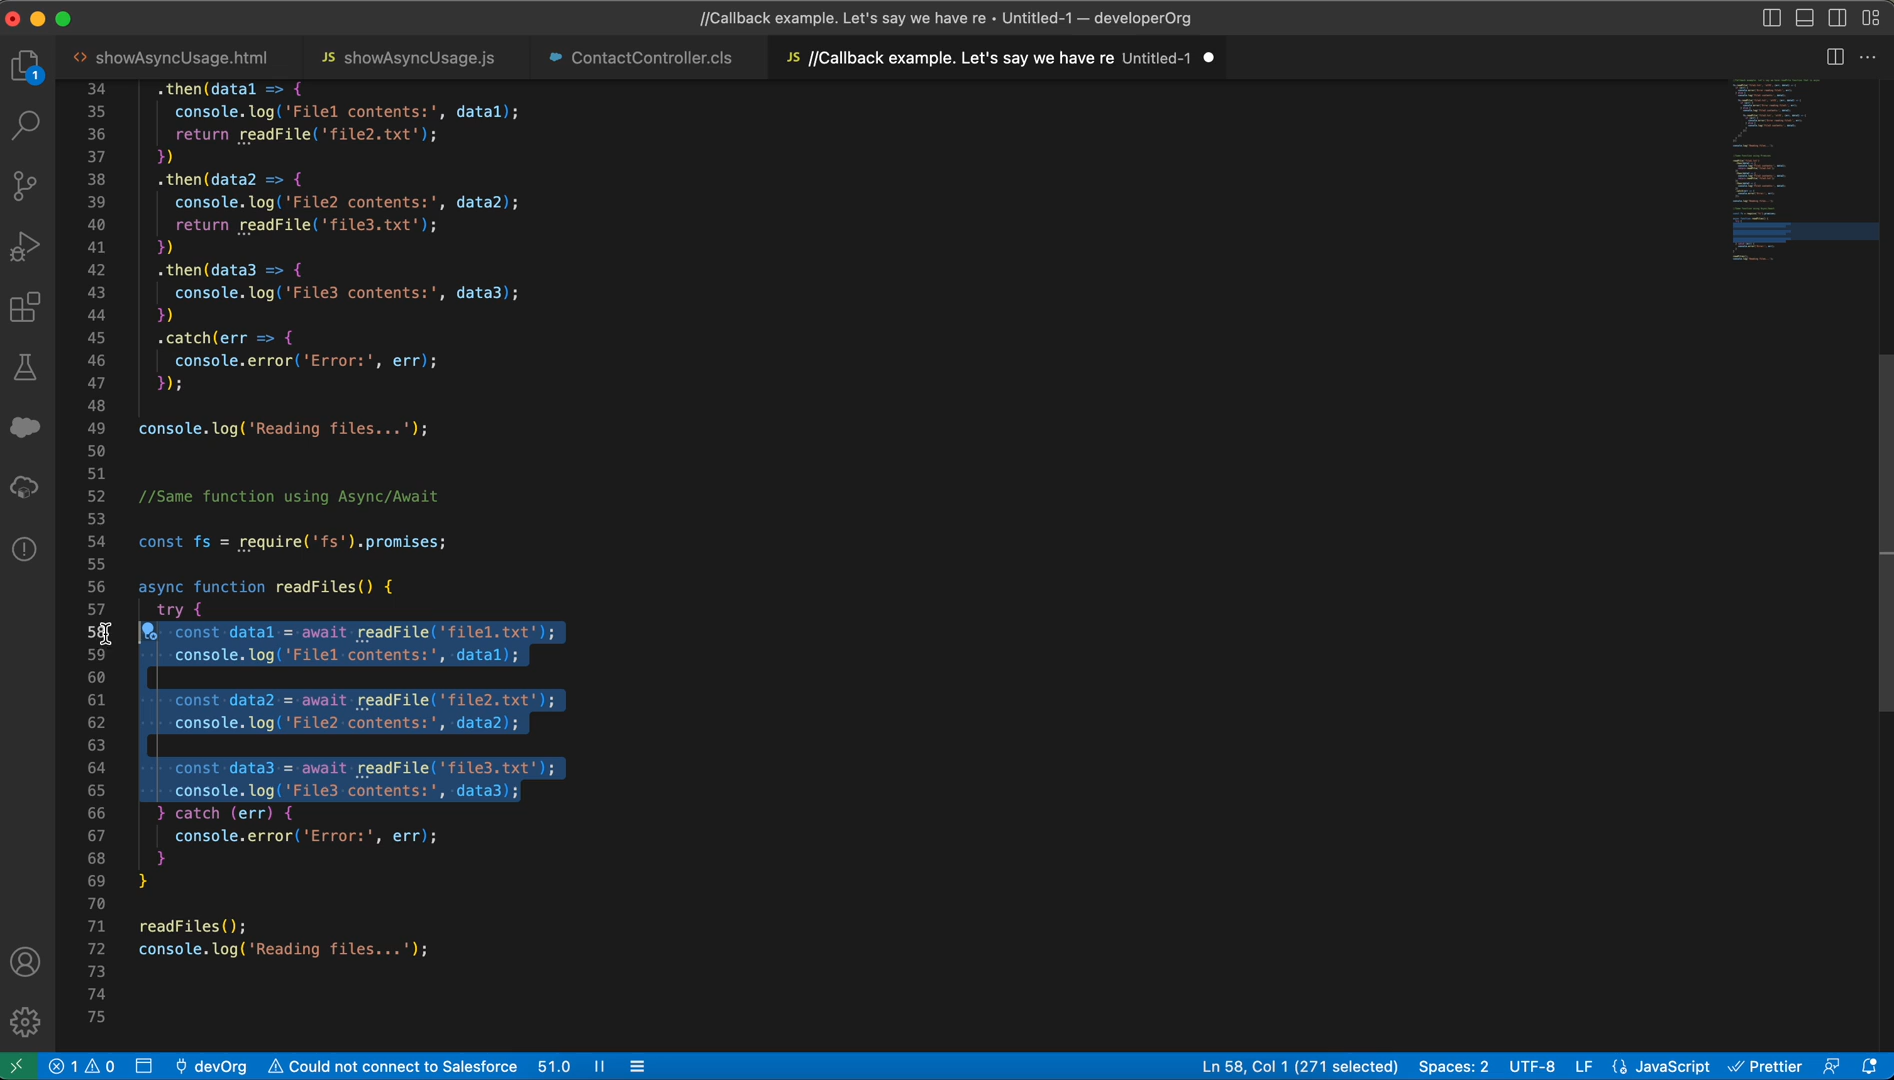 //Callback example. Let's say we have re • Untitled-1 — developerOrg
showAsyncUsage.html
JS showAsyncUsage.js
ContactController.cls
JS //Callback example. Let's say we have re Untitled-1
1
34 .then(data1 => {
35 console.log('File1 contents:', data1);
36 return readFile('file2.txt');
37 })
38 .then(data2 => {
39 console.log('File2 contents:', data2);
40 return readFile('file3.txt');
41 })
42 .then(data3 => {
43 console.log('File3 contents:', data3);
44 })
45 .catch(err => {
46 console.error('Error:', err);
47 });
48
49 console.log('Reading files...');
50
51
52 //Same function using Async/Await
53
54 const fs = require('fs').promises;
55
56 async function readFiles() {
57 try {
58 const data1 = await readFile('file1.txt');
59 console.log('File1 contents:', data1);
60
61 const data2 = await readFile('file2.txt');
62 console.log('File2 contents:', data2);
63
64 const data3 = await readFile('file3.txt');
65 console.log('File3 contents:', data3);
66 } catch (err) {
67 console.error('Error:', err);
68 }
69 }
70
71 readFiles();
72 console.log('Reading files...');
73
74
75
1 0 devOrg Could not connect to Salesforce 51.0 Ln 58, Col 1 (271 selected) Spaces: 2 UTF-8 LF JavaScript Prettier